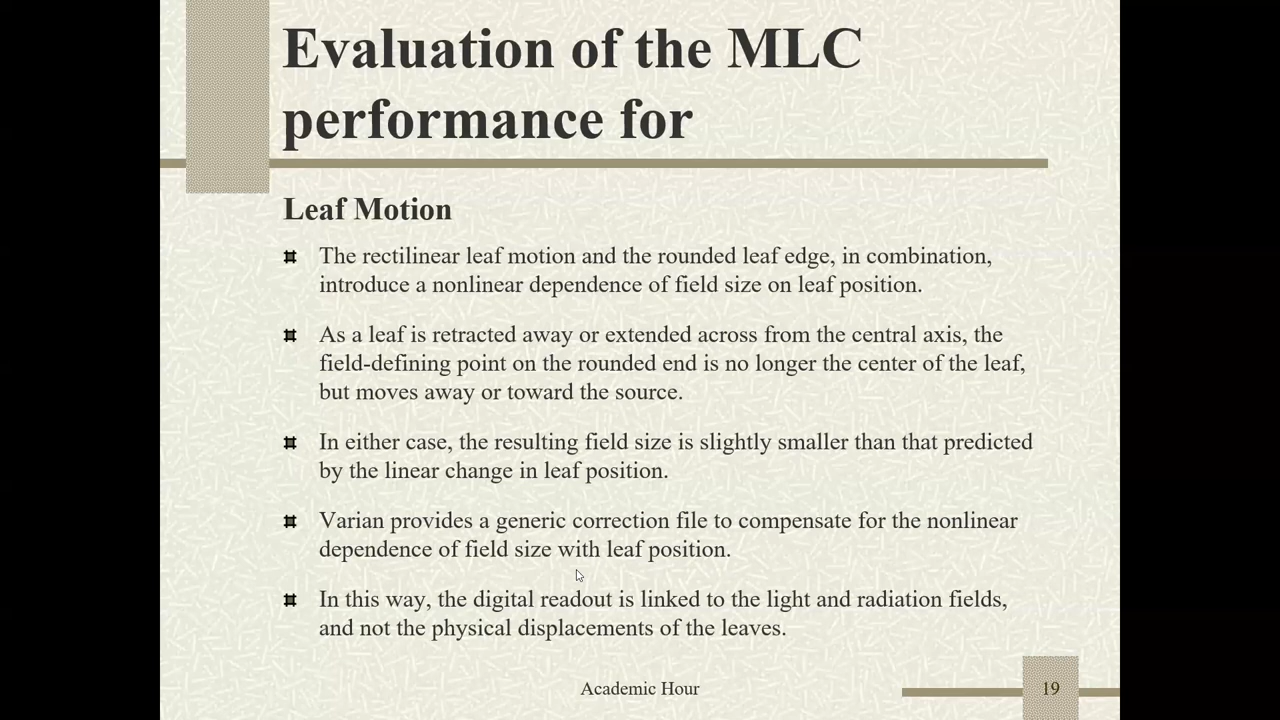 Evaluation of the MLC
performance for
Leaf Motion
The rectilinear leaf motion and the rounded leaf edge, in combination,
introduce a nonlinear dependence of field size on leaf position.
As a leaf is retracted away or extended across from the central axis, the
field-defining point on the rounded end is no longer the center of the leaf,
but moves away or toward the source.
In either case, the resulting field size is slightly smaller than that predicted
by the linear change in leaf position.
Varian provides a generic correction file to compensate for the nonlinear
dependence of field size with leaf position.
In this way, the digital readout is linked to the light and radiation fields,
and not the physical displacements of the leaves.
Academic Hour
19